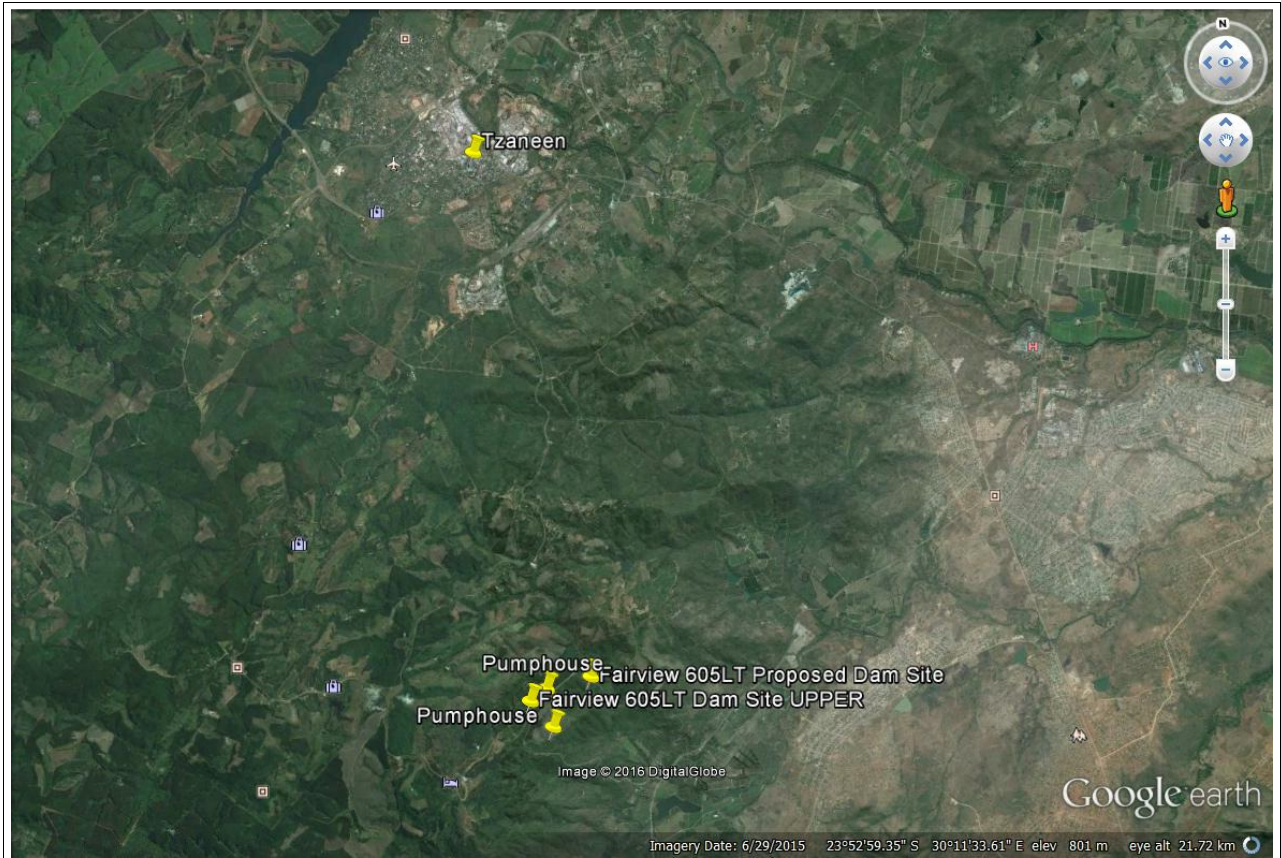 N
Tzaneen
H
Pumphouse
Fairview 605LT Proposed Dam Site
Fairview 605LT Dam Site UPPER
Pumphouse
Image © 2016 DigitalGlobe
Google earth
Imagery Date: 6/29/2015 23°52'59.35" S 30°11'33.61" E elev 801 m eye alt 21.72 km